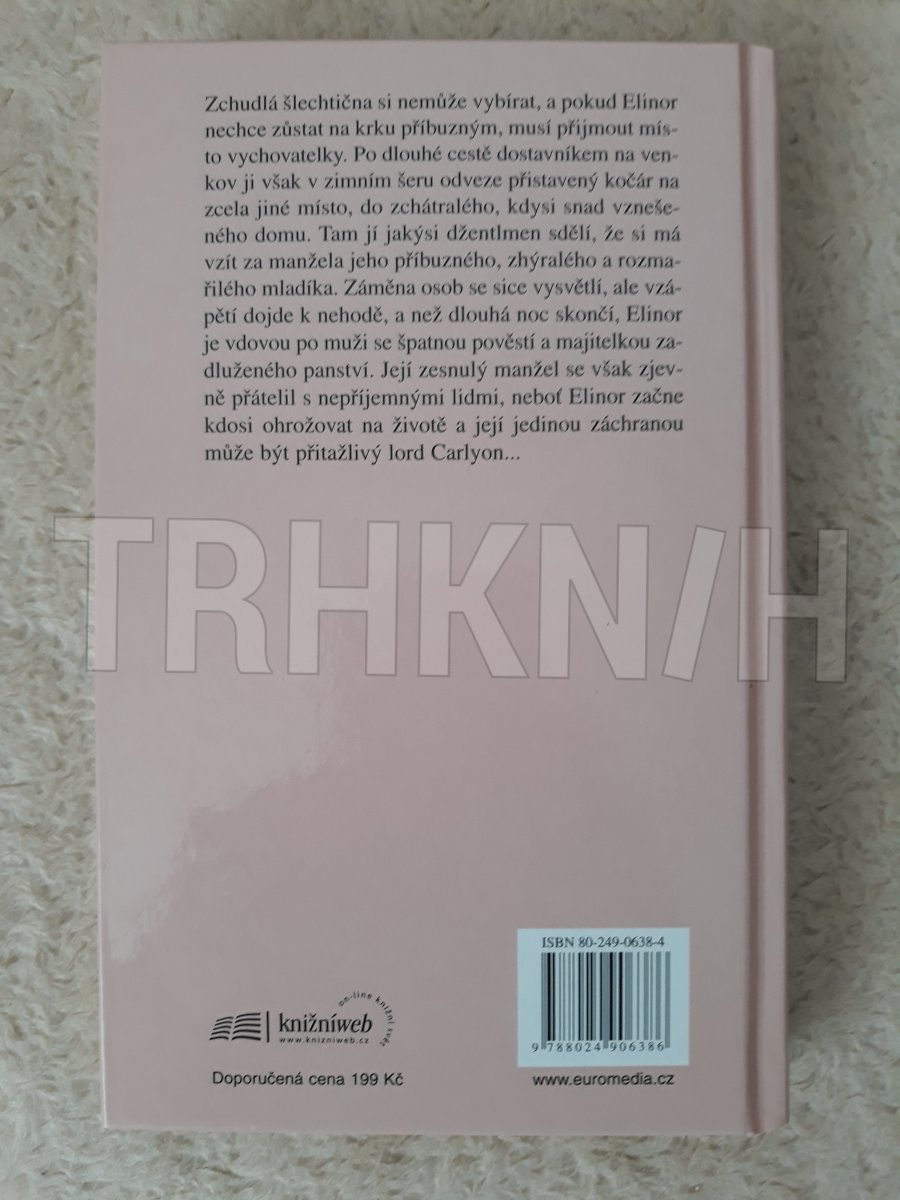 Zchudlá šlechtična si nemůže vybírat, a pokud Elinor
nechce zůstat na krku příbuzným, musí přijmout mís-
to vychovatelky. Po dlouhé cestě dostavníkem na ven-
kov ji však v zimním šeru odveze přistavený kočár na
zcela jiné místo, do zchátralého, kdysi snad vzneše-
ného domu. Tam jí jakýsi džentlmen sdělí, že si má
vzít za manžela jeho příbuzného, zhýralého a rozma-
řilého mladíka. Záměna osob se sice vysvětlí, ale vzá-
pětí dojde k nehodě, a než dlouhá noc skončí, Elinor
je vdovou po muži se špatnou pověstí a majitelkou za-
dluženého panství. Její zesnulý manžel se však zjev-
ně přátelil s nepříjemnými lidmi, neboť Elinor začne
kdosi ohrožovat na životě a její jedinou záchranou
může být přitažlivý lord Carlyon...
TRHKN/H
ISBN 80-249-0638-4
9 788024 906386
www.euromedia.cz
on-line knižní svět
knižníweb
www.knizniweb.cz
Doporučená cena 199 Kč